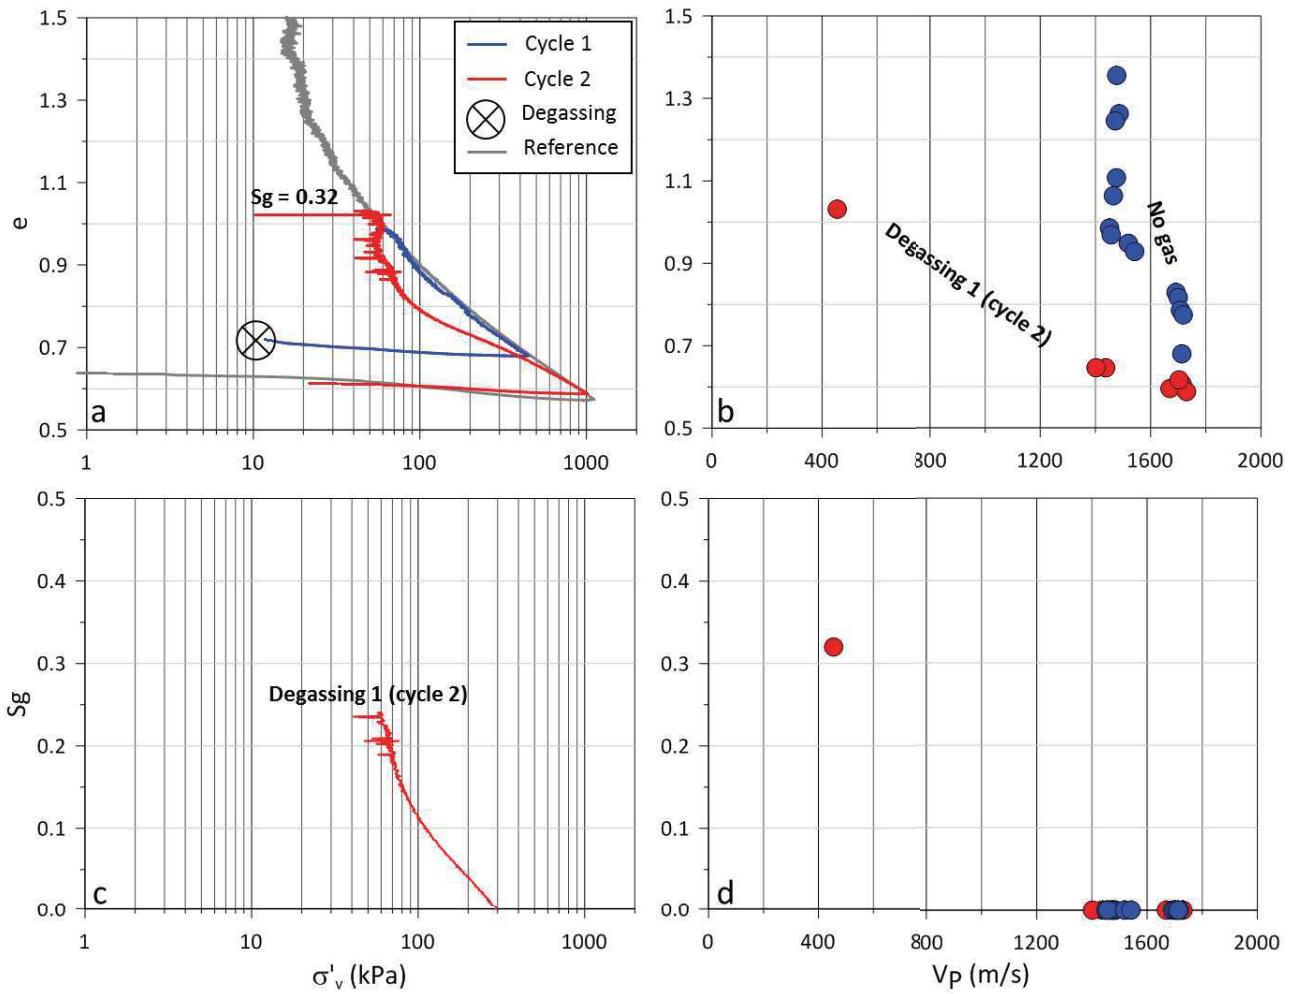 1.5
1.3
1.1
0.9
0.7
0.5
e
Cycle 1
Cycle 2
Degassing
Reference
Sg = 0.32
a
1 10 100 1000
1.5
1.3
1.1
0.9
0.7
0.5
No gas
Degassing 1 (cycle 2)
b
0 400 800 1200 1600 2000
0.5
0.4
0.3
0.2
0.1
0.0
Sg
Degassing 1 (cycle 2)
c
1 10 100 1000
σ'v (kPa)
0.5
0.4
0.3
0.2
0.1
0.0
d
0 400 800 1200 1600 2000
VP (m/s)